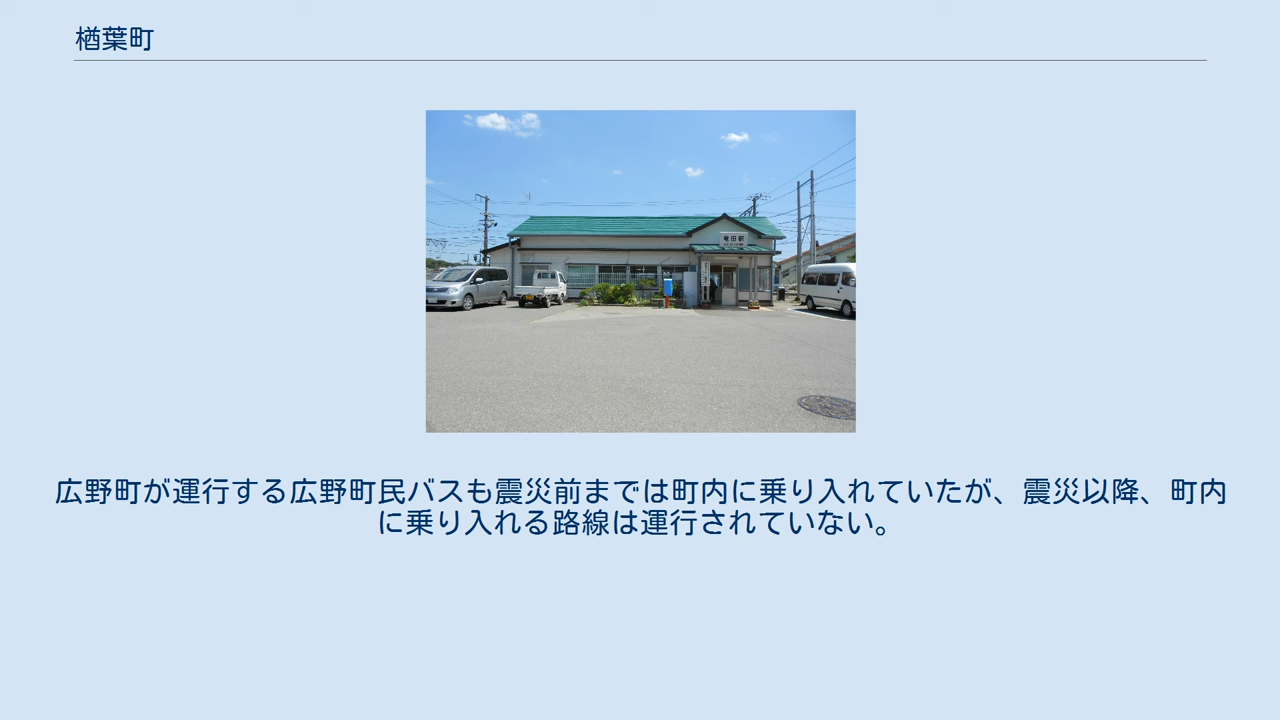 楢葉町
竜田駅
広野町が運行する広野町民バスも震災前までは町内に乗り入れていたが、震災以降、町内
に乗り入れる路線は運行されていない。